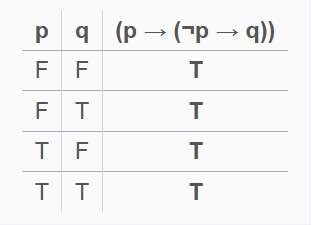 p q (p → (¬p → q))
F F T
F T T
T F T
T T T